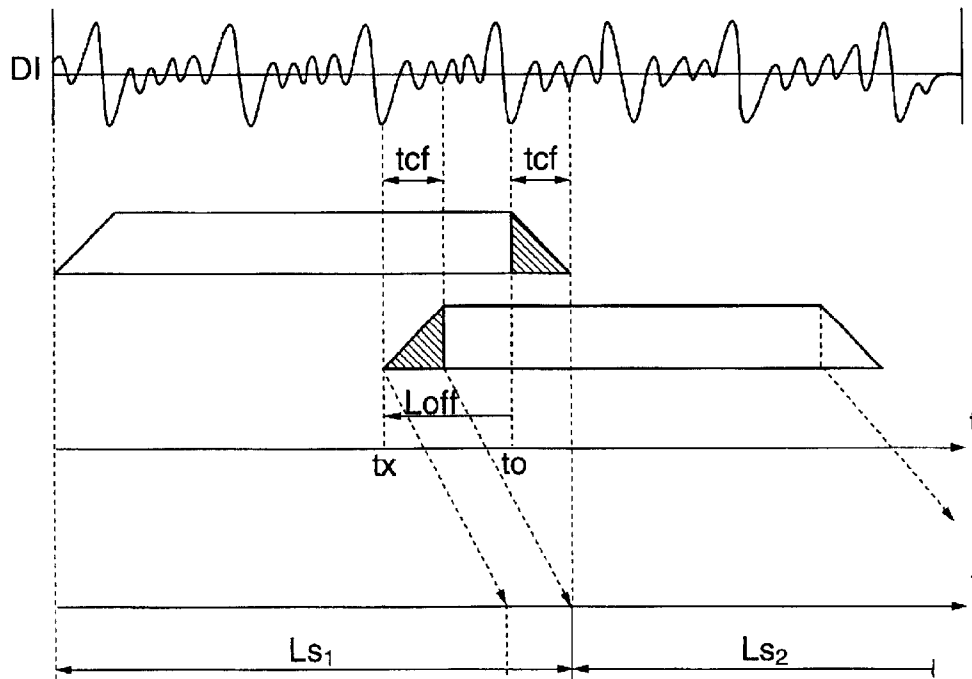 DI
tcf tcf
Loff
t
tx to
Ls₁ Ls₂